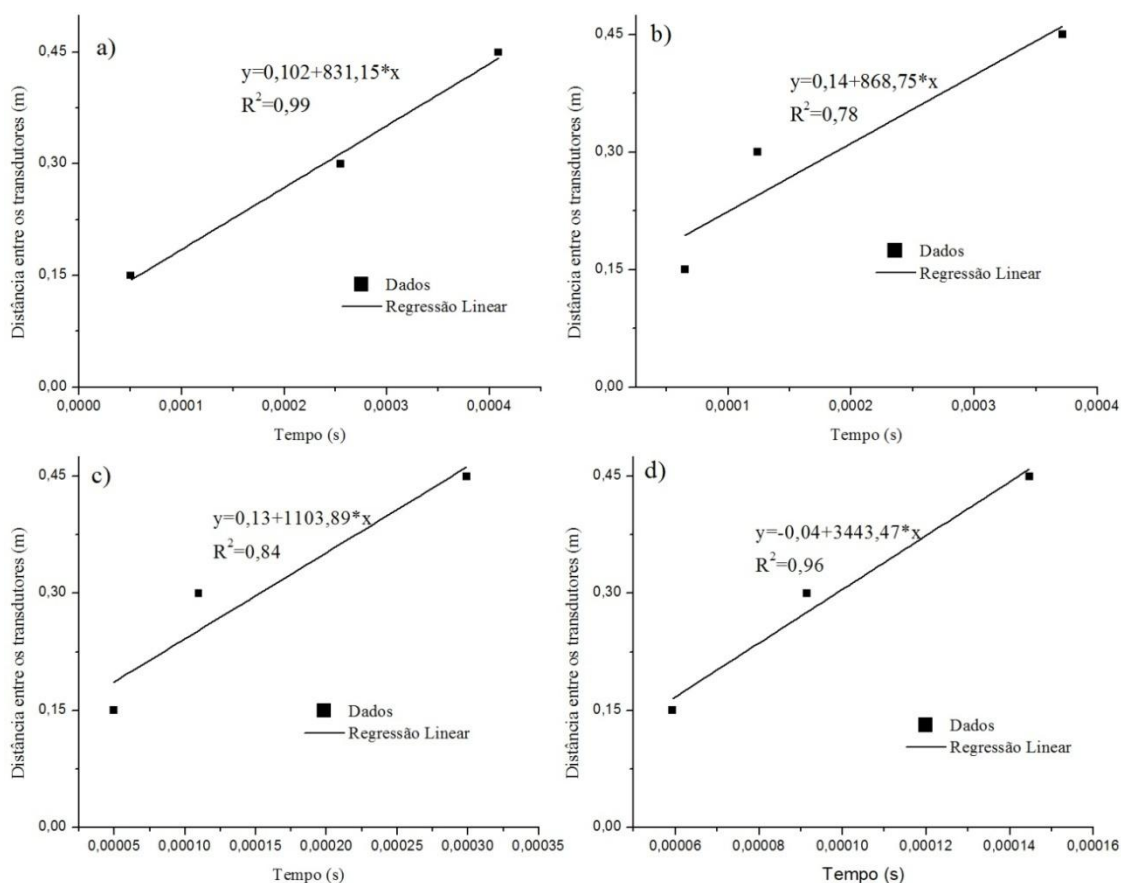 a)
y=0,102+831,15*x
R²=0,99
Distância entre os transdutores (m)
0,45
0,30
0,15
0,00
Dados
Regressão Linear
0,0000 0,0001 0,0002 0,0003 0,0004
Tempo (s)
b)
y=0,14+868,75*x
R²=0,78
Distância entre os transdutores (m)
0,45
0,30
0,15
0,00
Dados
Regressão Linear
0,0001 0,0002 0,0003 0,0004
Tempo (s)
c)
y=0,13+1103,89*x
R²=0,84
Distância entre os transdutores (m)
0,45
0,30
0,15
0,00
Dados
Regressão Linear
0,00005 0,00010 0,00015 0,00020 0,00025 0,00030 0,00035
Tempo (s)
d)
y=-0,04+3443,47*x
R²=0,96
Distância entre os transdutores (m)
0,45
0,30
0,15
0,00
Dados
Regressão Linear
0,00006 0,00008 0,00010 0,00012 0,00014 0,00016
Tempo (s)